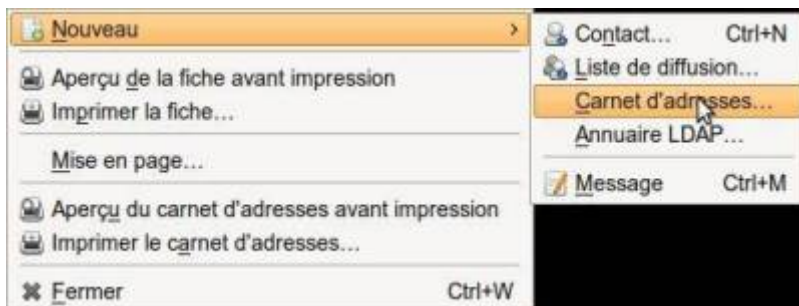 Nouveau
Aperçu de la fiche avant impression
Imprimer la fiche...
Mise en page...
Aperçu du carnet d'adresses avant impression
Imprimer le carnet d'adresses...
Fermer Ctrl+W
Contact... Ctrl+N
Liste de diffusion...
Carnet d'adresses...
Annuaire LDAP...
Message Ctrl+M